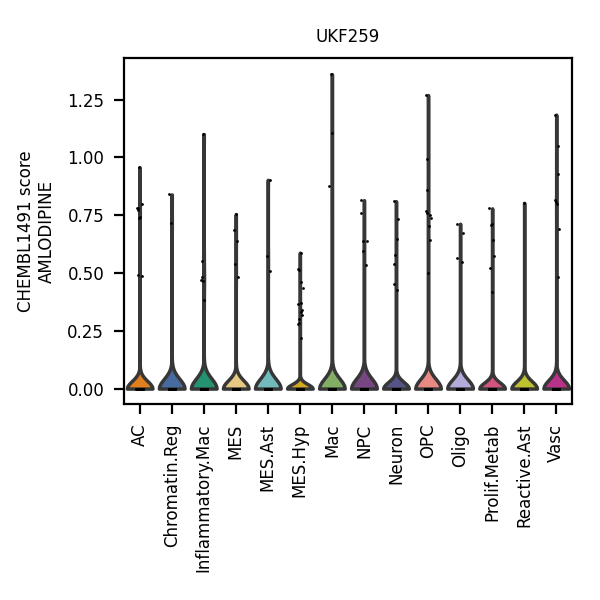 UKF259
CHEMBL1491 score
AMLODIPINE
1.25
1.00
0.75
0.50
0.25
0.00
AC
Chromatin.Reg
Inflammatory.Mac
MES
MES.Ast
MES.Hyp
Mac
NPC
Neuron
OPC
Oligo
Prolif.Metab
Reactive.Ast
Vasc